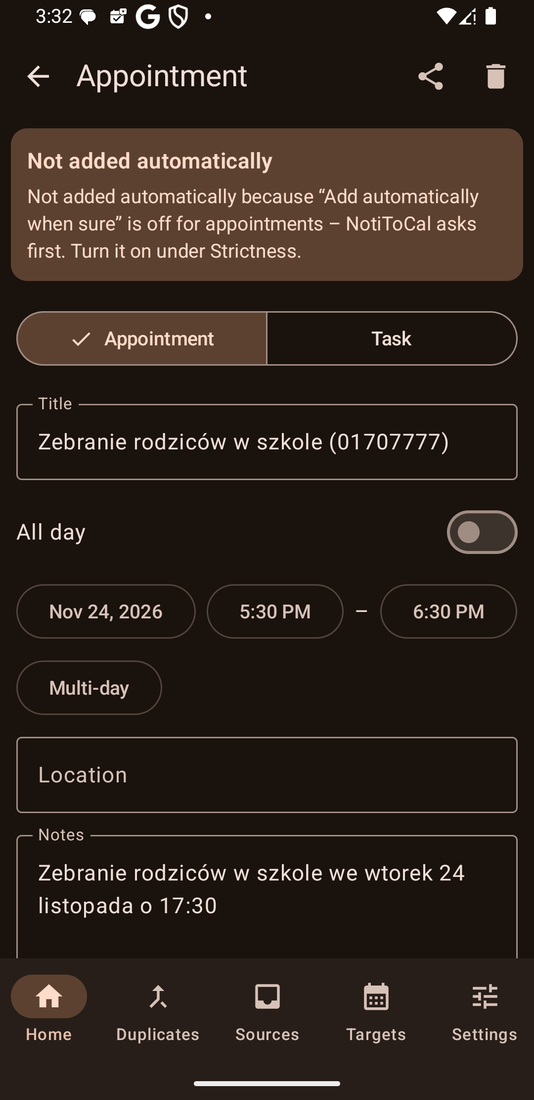 3:32
Appointment
Not added automatically
Not added automatically because “Add automatically
when sure” is off for appointments – NotiToCal asks
first. Turn it on under Strictness.
Appointment
Task
Title
Zebranie rodziców w szkole (01707777)
All day
Nov 24, 2026
5:30 PM
–
6:30 PM
Multi-day
Location
Notes
Zebranie rodziców w szkole we wtorek 24
listopada o 17:30
Home
Duplicates
Sources
Targets
Settings